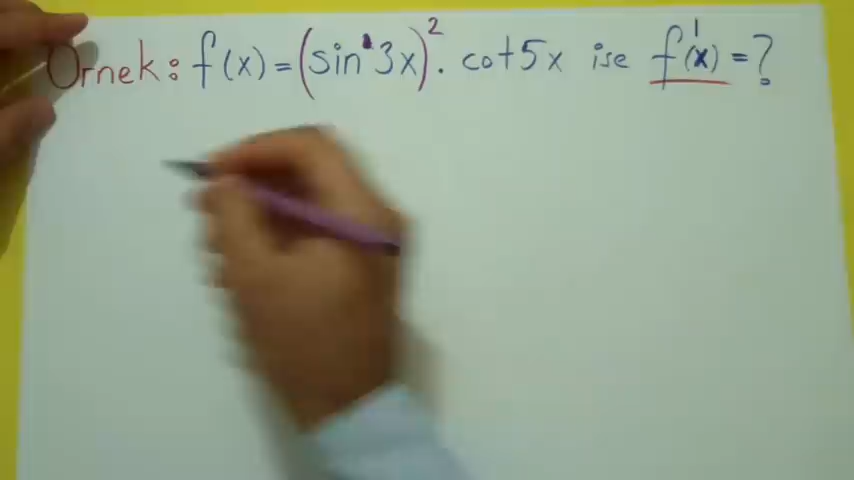 Örnek: f(x) = (sin 3x)². cot5x ise f'(x) = ?